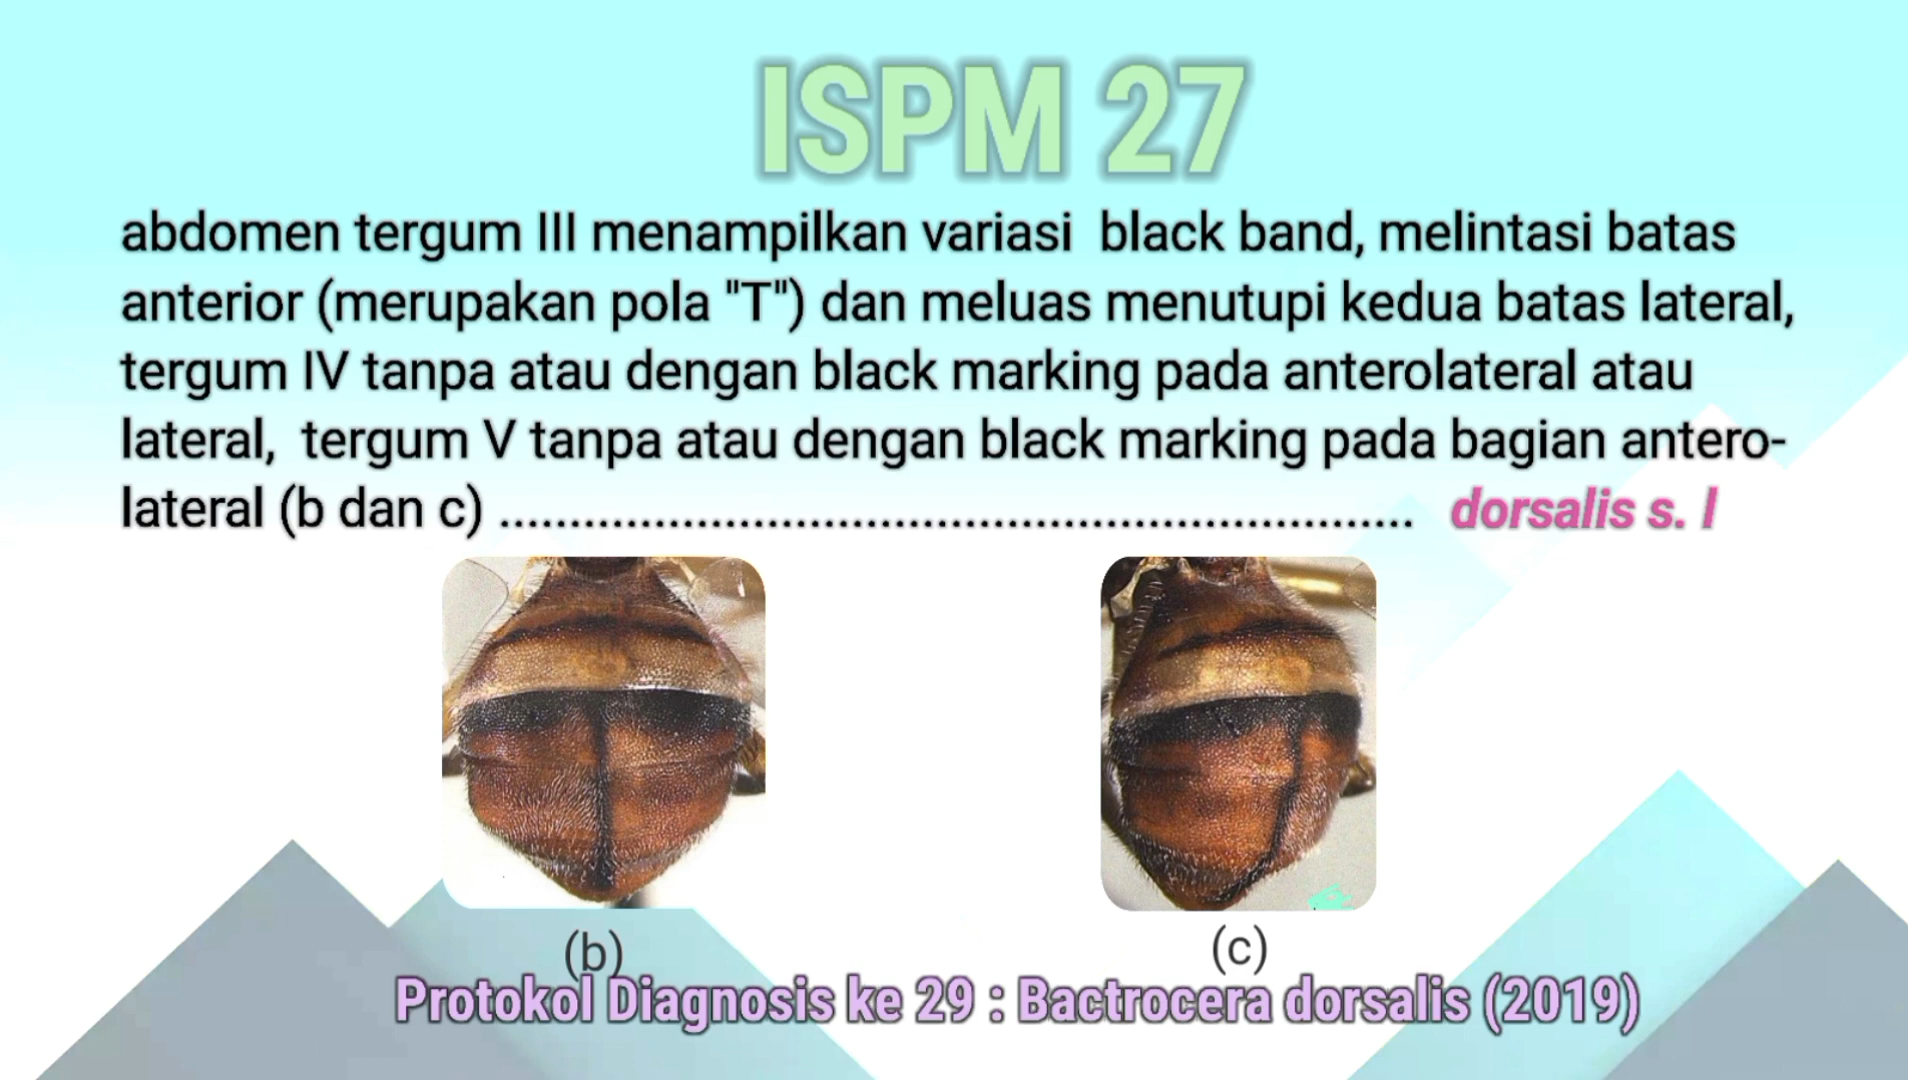 ISPM 27
abdomen tergum III menampilkan variasi  black band, melintasi batas
anterior (merupakan pola "T") dan meluas menutupi kedua batas lateral,
tergum IV tanpa atau dengan black marking pada anterolateral atau
lateral,  tergum V tanpa atau dengan black marking pada bagian antero-
lateral (b dan c) .................................................................... dorsalis s. l
(b)
(c)
Protokol Diagnosis ke 29 : Bactrocera dorsalis (2019)